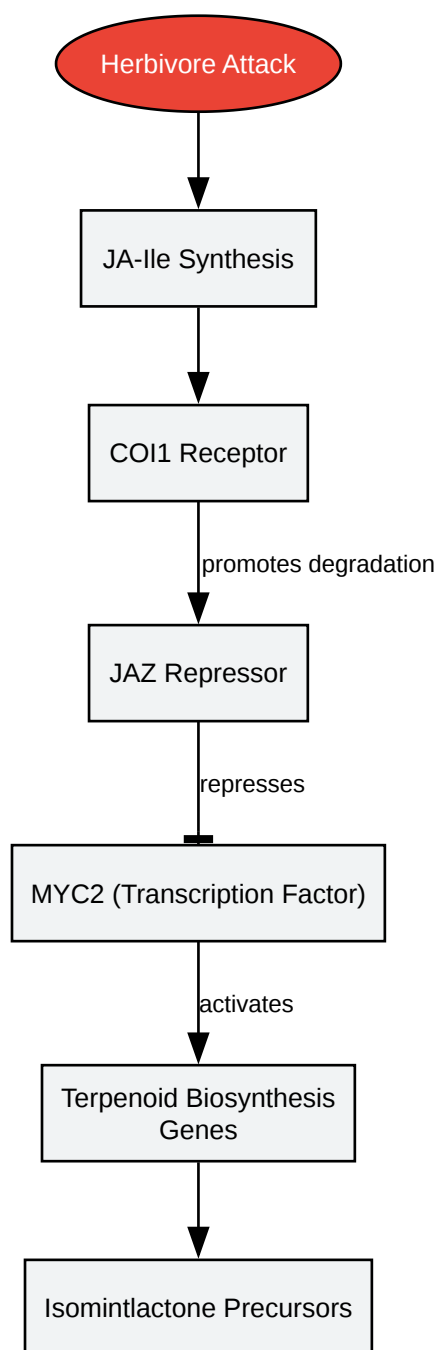 Herbivore Attack
JA-Ile Synthesis
COI1 Receptor
promotes degradation
JAZ Repressor
represses
MYC2 (Transcription Factor)
activates
Terpenoid Biosynthesis
Genes
Isomintlactone Precursors